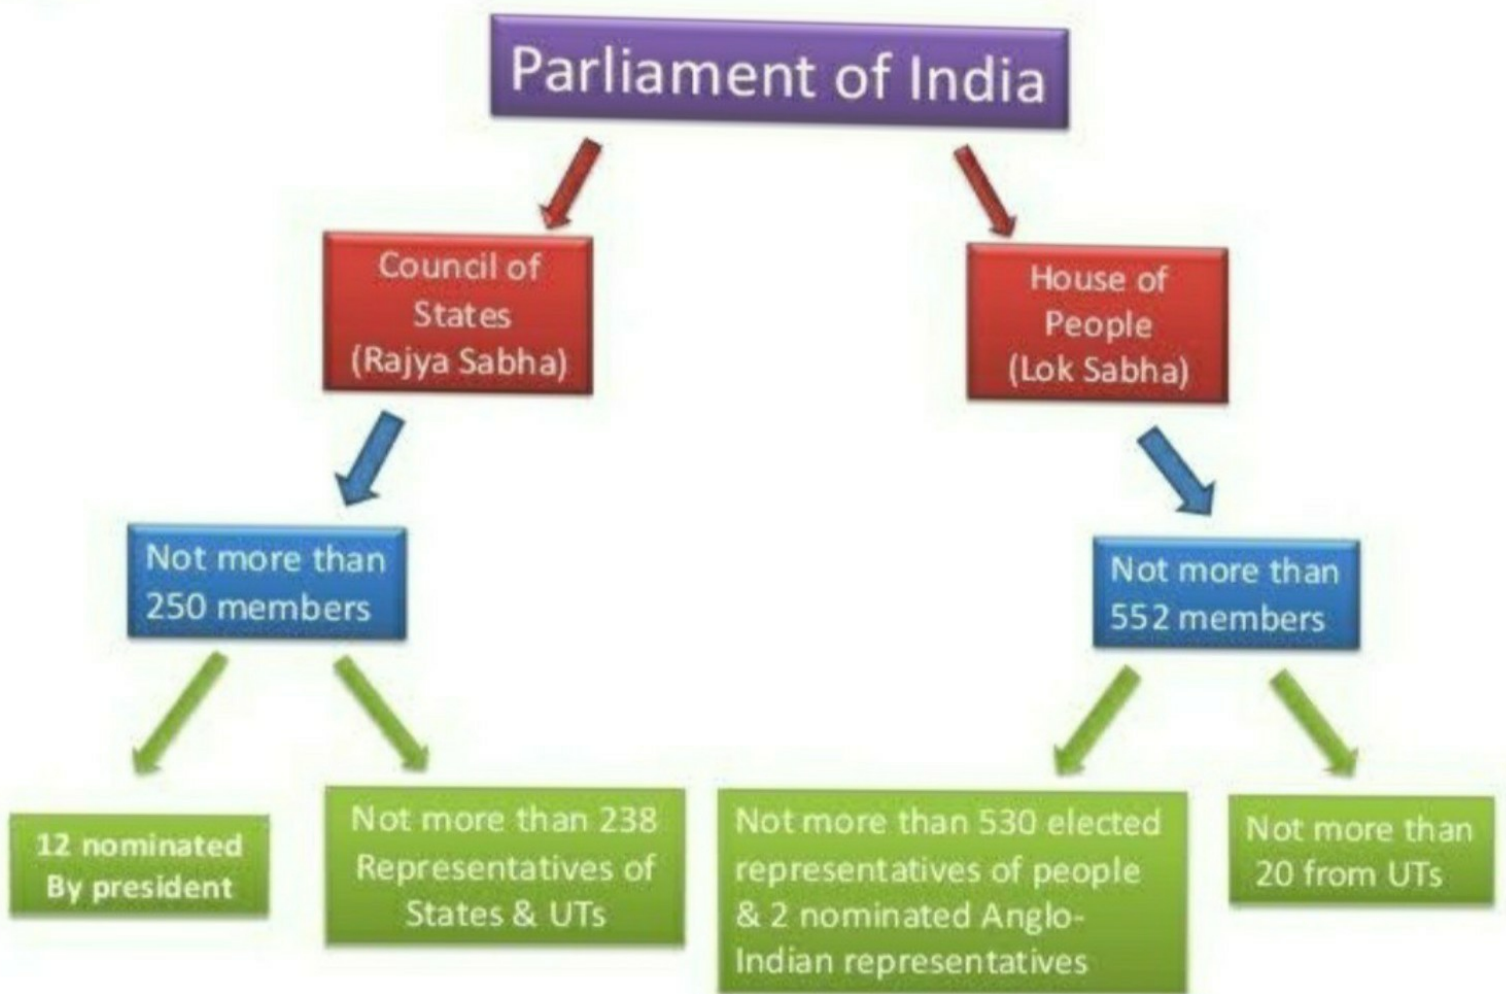 Parliament of India
Council of
States
(Rajya Sabha)
House of
People
(Lok Sabha)
Not more than
250 members
Not more than
552 members
12 nominated
By president
Not more than 238
Representatives of
States & UTs
Not more than 530 elected
representatives of people
& 2 nominated Anglo-
Indian representatives
Not more than
20 from UTs